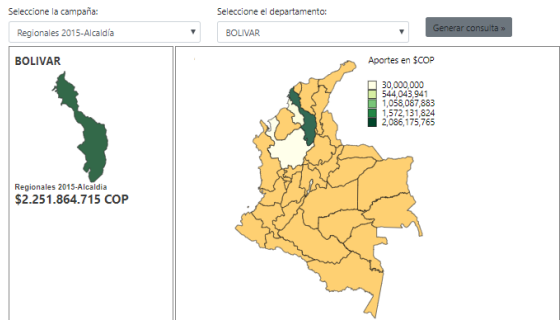 Seleccione la campaña:
Seleccione el departamento:
Regionales 2015-Alcaldía
BOLIVAR
Generar consulta »
BOLIVAR
Regionales 2015-Alcaldía
$2.251.864.715 COP
Aportes en $COP
30,000,000
544,043,941
1,058,087,883
1,572,131,824
2,086,175,765